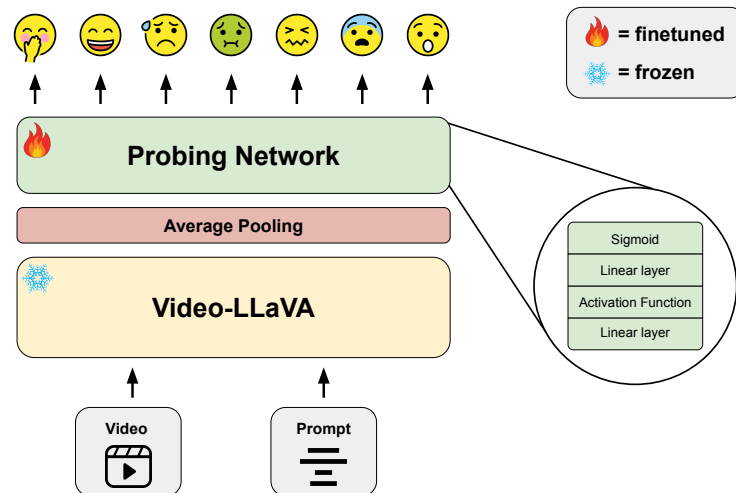 = finetuned
= frozen
Probing Network
Average Pooling
Video-LLaVA
Sigmoid
Linear layer
Activation Function
Linear layer
Video
Prompt